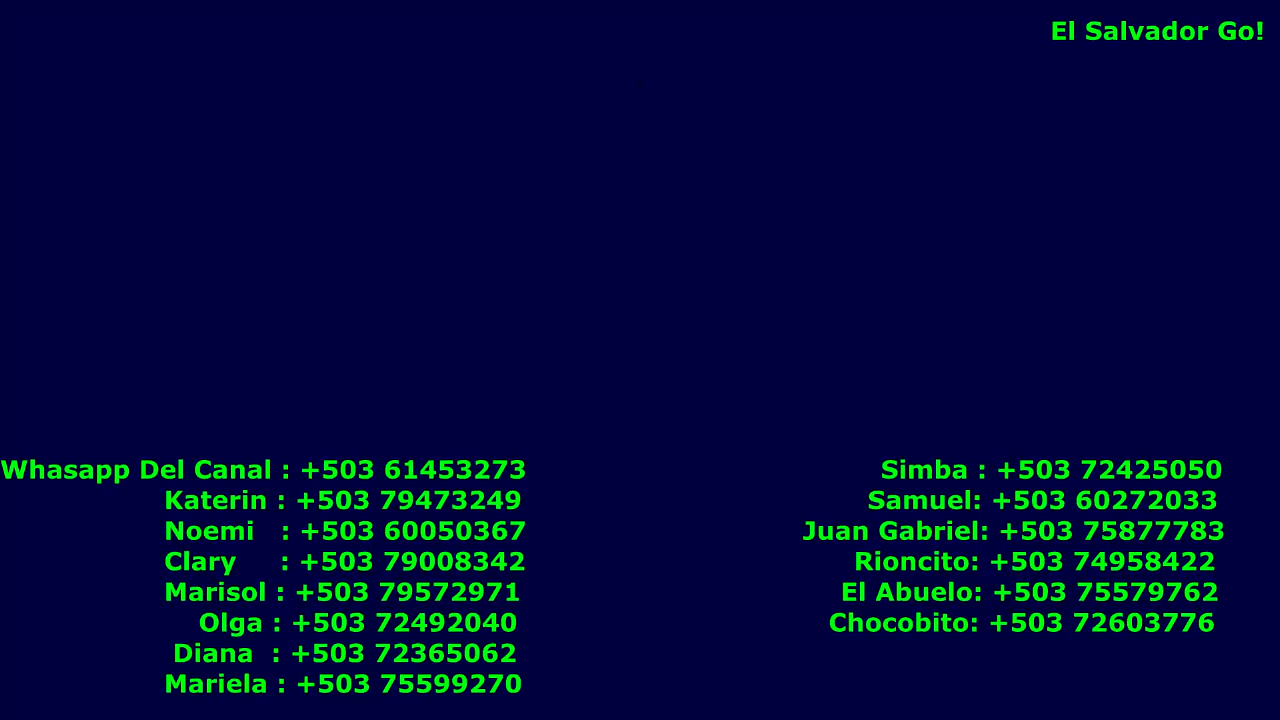 El Salvador Go!
Whasapp Del Canal : +503 61453273
Katerin : +503 79473249
Noemi : +503 60050367
Clary : +503 79008342
Marisol : +503 79572971
Olga : +503 72492040
Diana : +503 72365062
Mariela : +503 75599270
Simba : +503 72425050
Samuel: +503 60272033
Juan Gabriel: +503 75877783
Rioncito: +503 74958422
El Abuelo: +503 75579762
Chocobito: +503 72603776